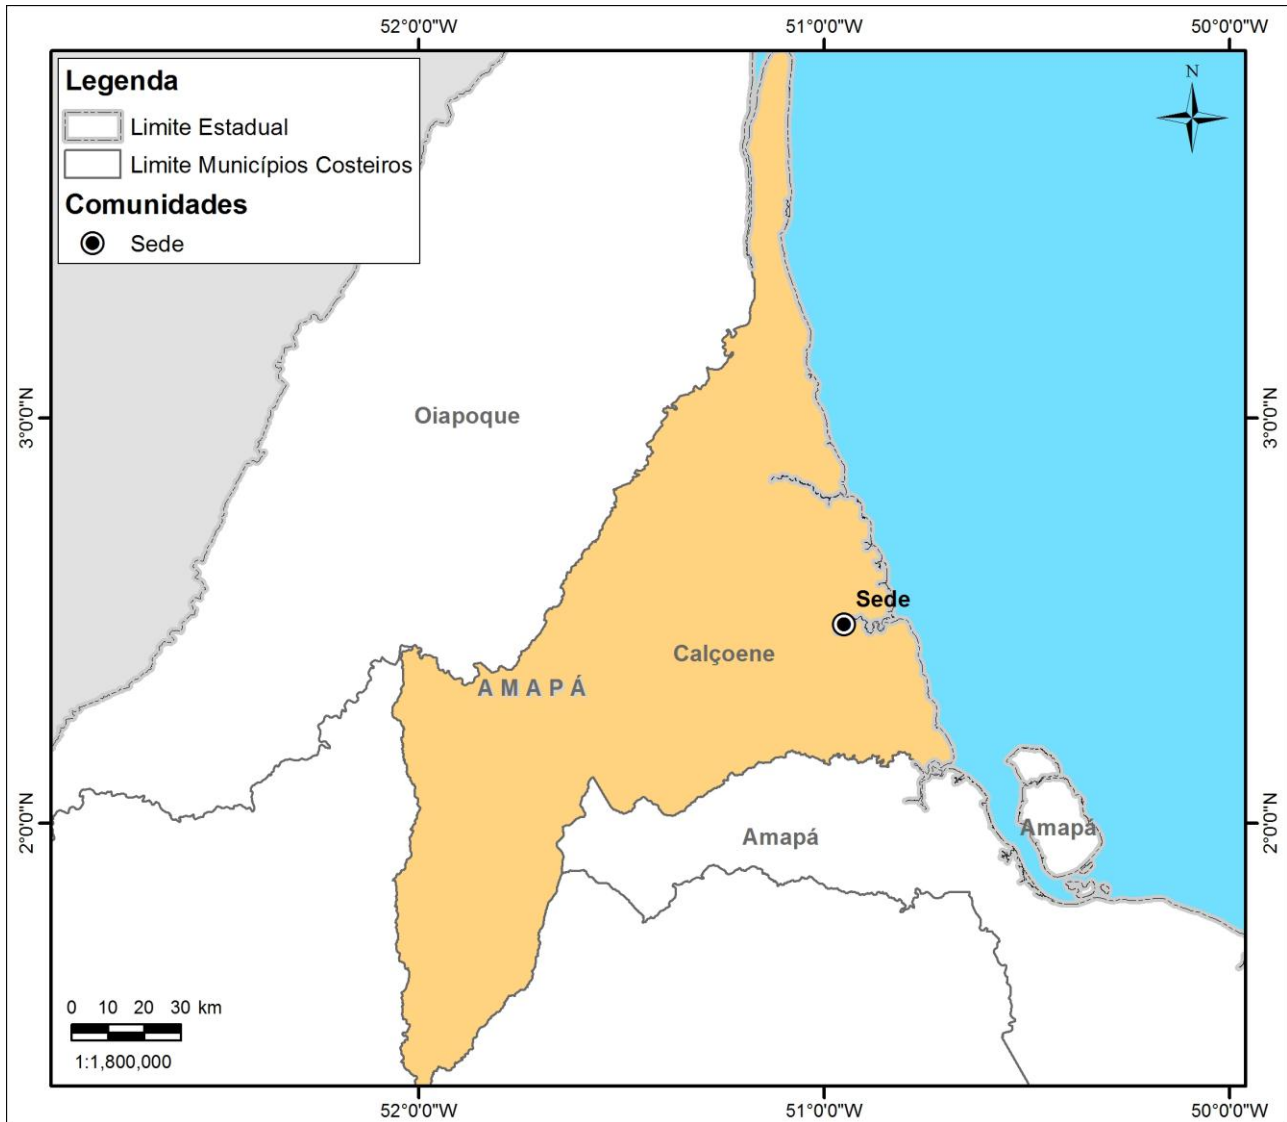 52°0'0"W
51°0'0"W
50°0'0"W
Legenda
Limite Estadual
Limite Municípios Costeiros
Comunidades
Sede
N
3°0'0"N
3°0'0"N
Oiapoque
Sede
Calçoene
AMAPÁ
2°0'0"N
2°0'0"N
Amapá
Amapá
0 10 20 30 km
1:1,800,000
52°0'0"W
51°0'0"W
50°0'0"W